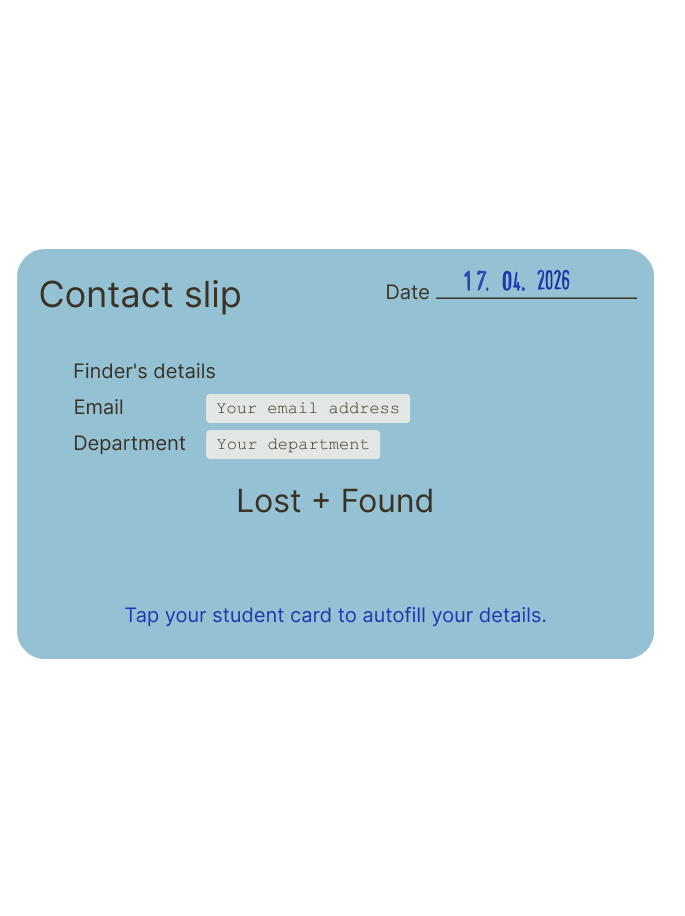 Contact slip
Date 17. 04. 2026
Finder's details
Email Your email address
Department Your department
Lost + Found
Tap your student card to autofill your details.